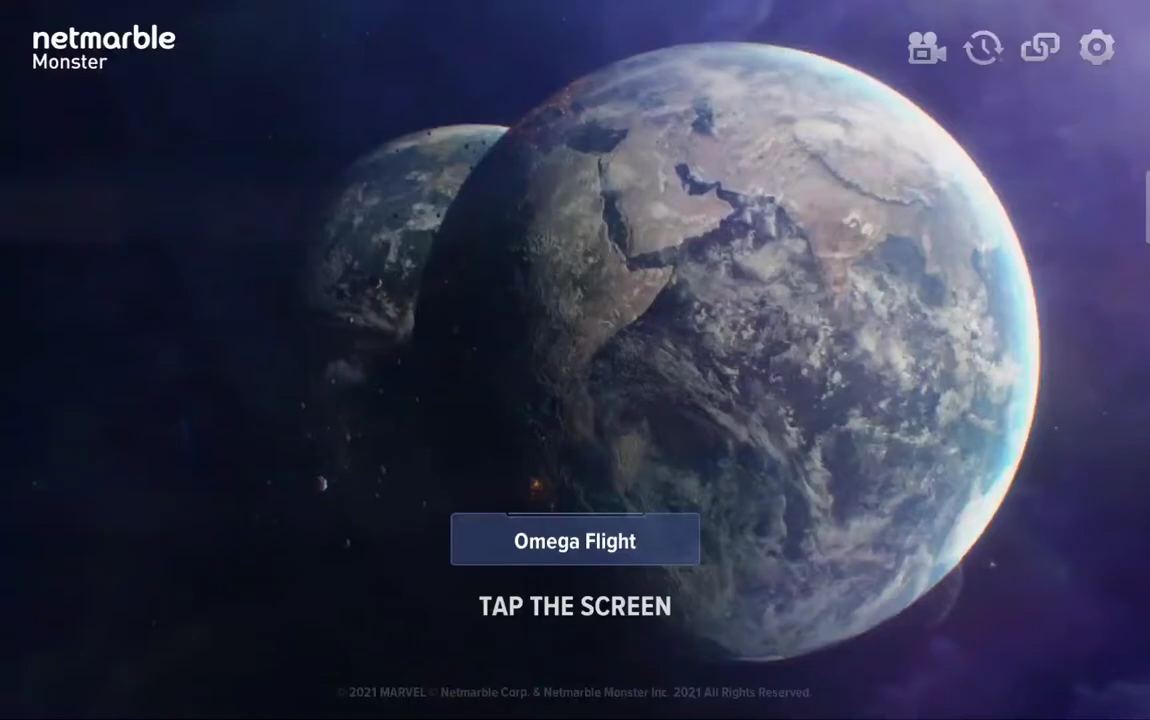 netmarble
Monster
Omega Flight
TAP THE SCREEN
© 2021 MARVEL © Netmarble Corp. & Netmarble Monster Inc. 2021 All Rights Reserved.